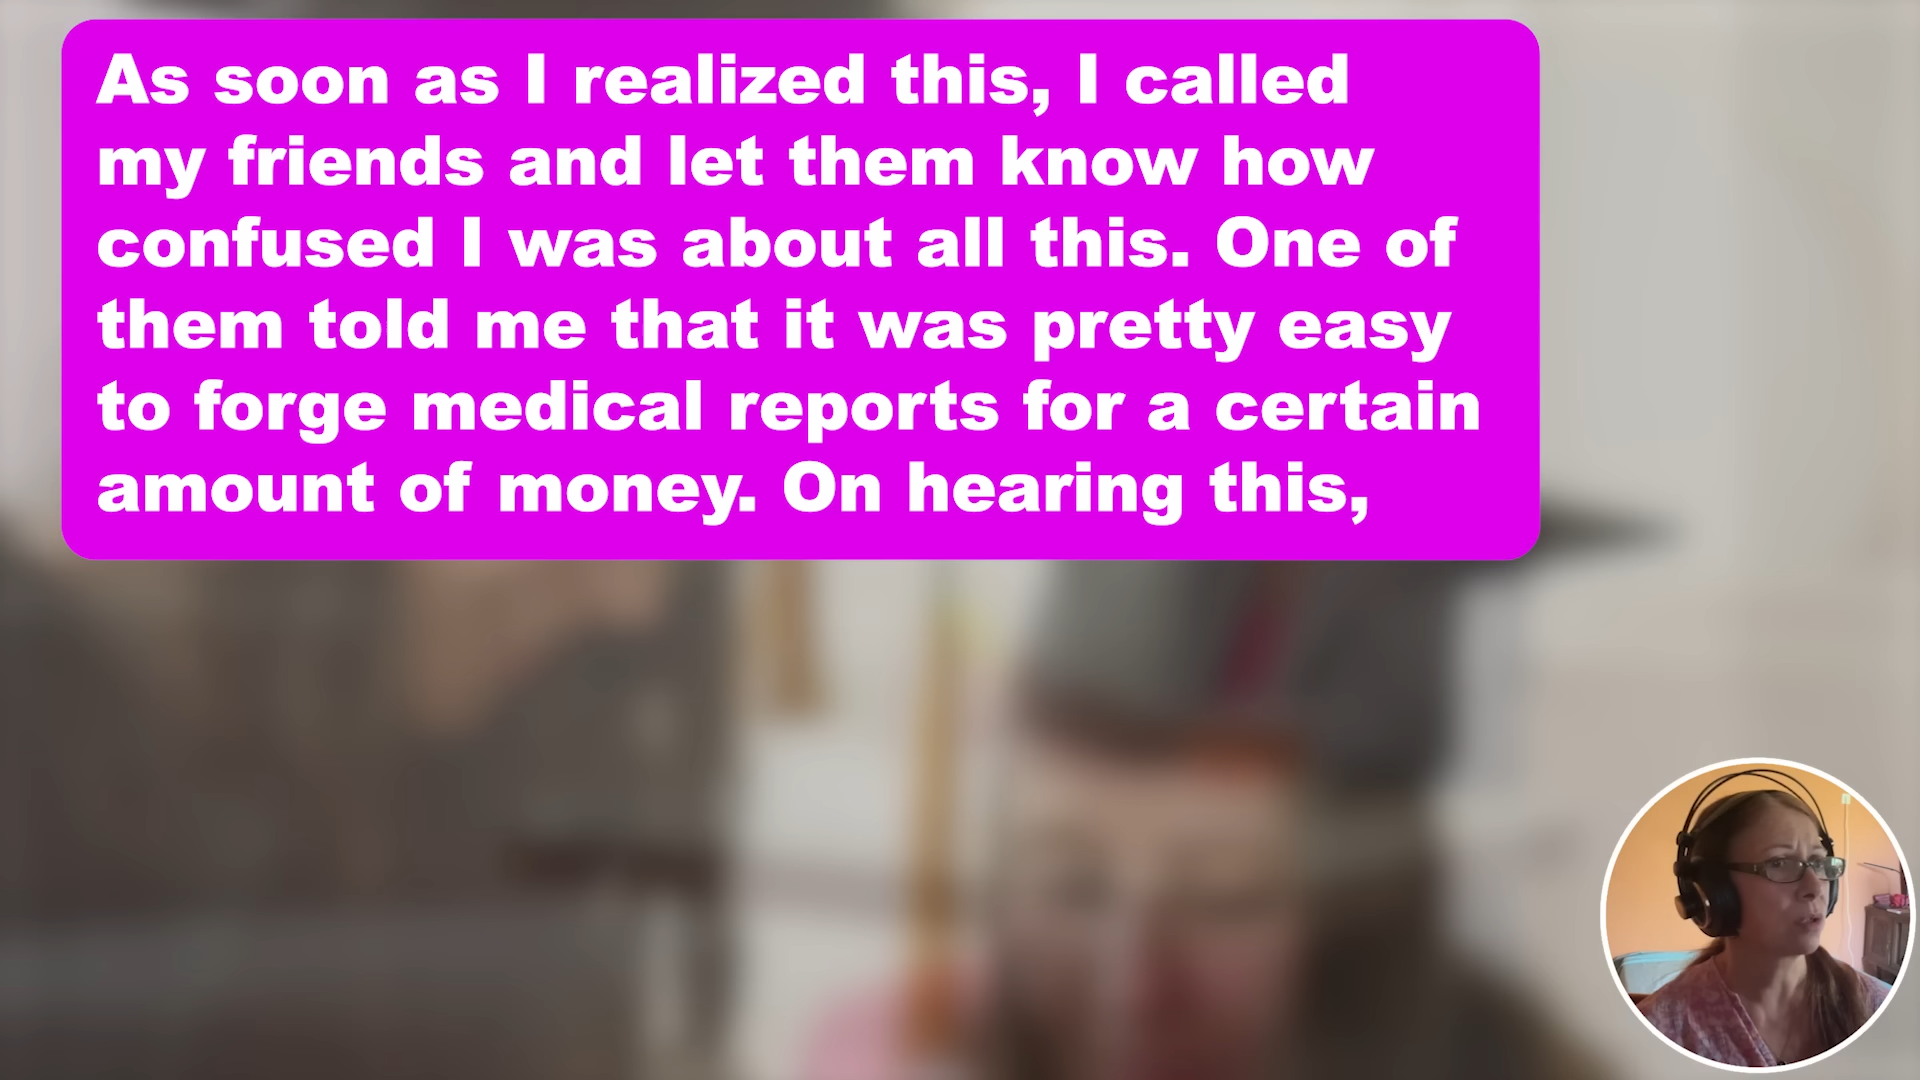 As soon as I realized this, I called
my friends and let them know how
confused I was about all this. One of
them told me that it was pretty easy
to forge medical reports for a certain
amount of money. On hearing this,